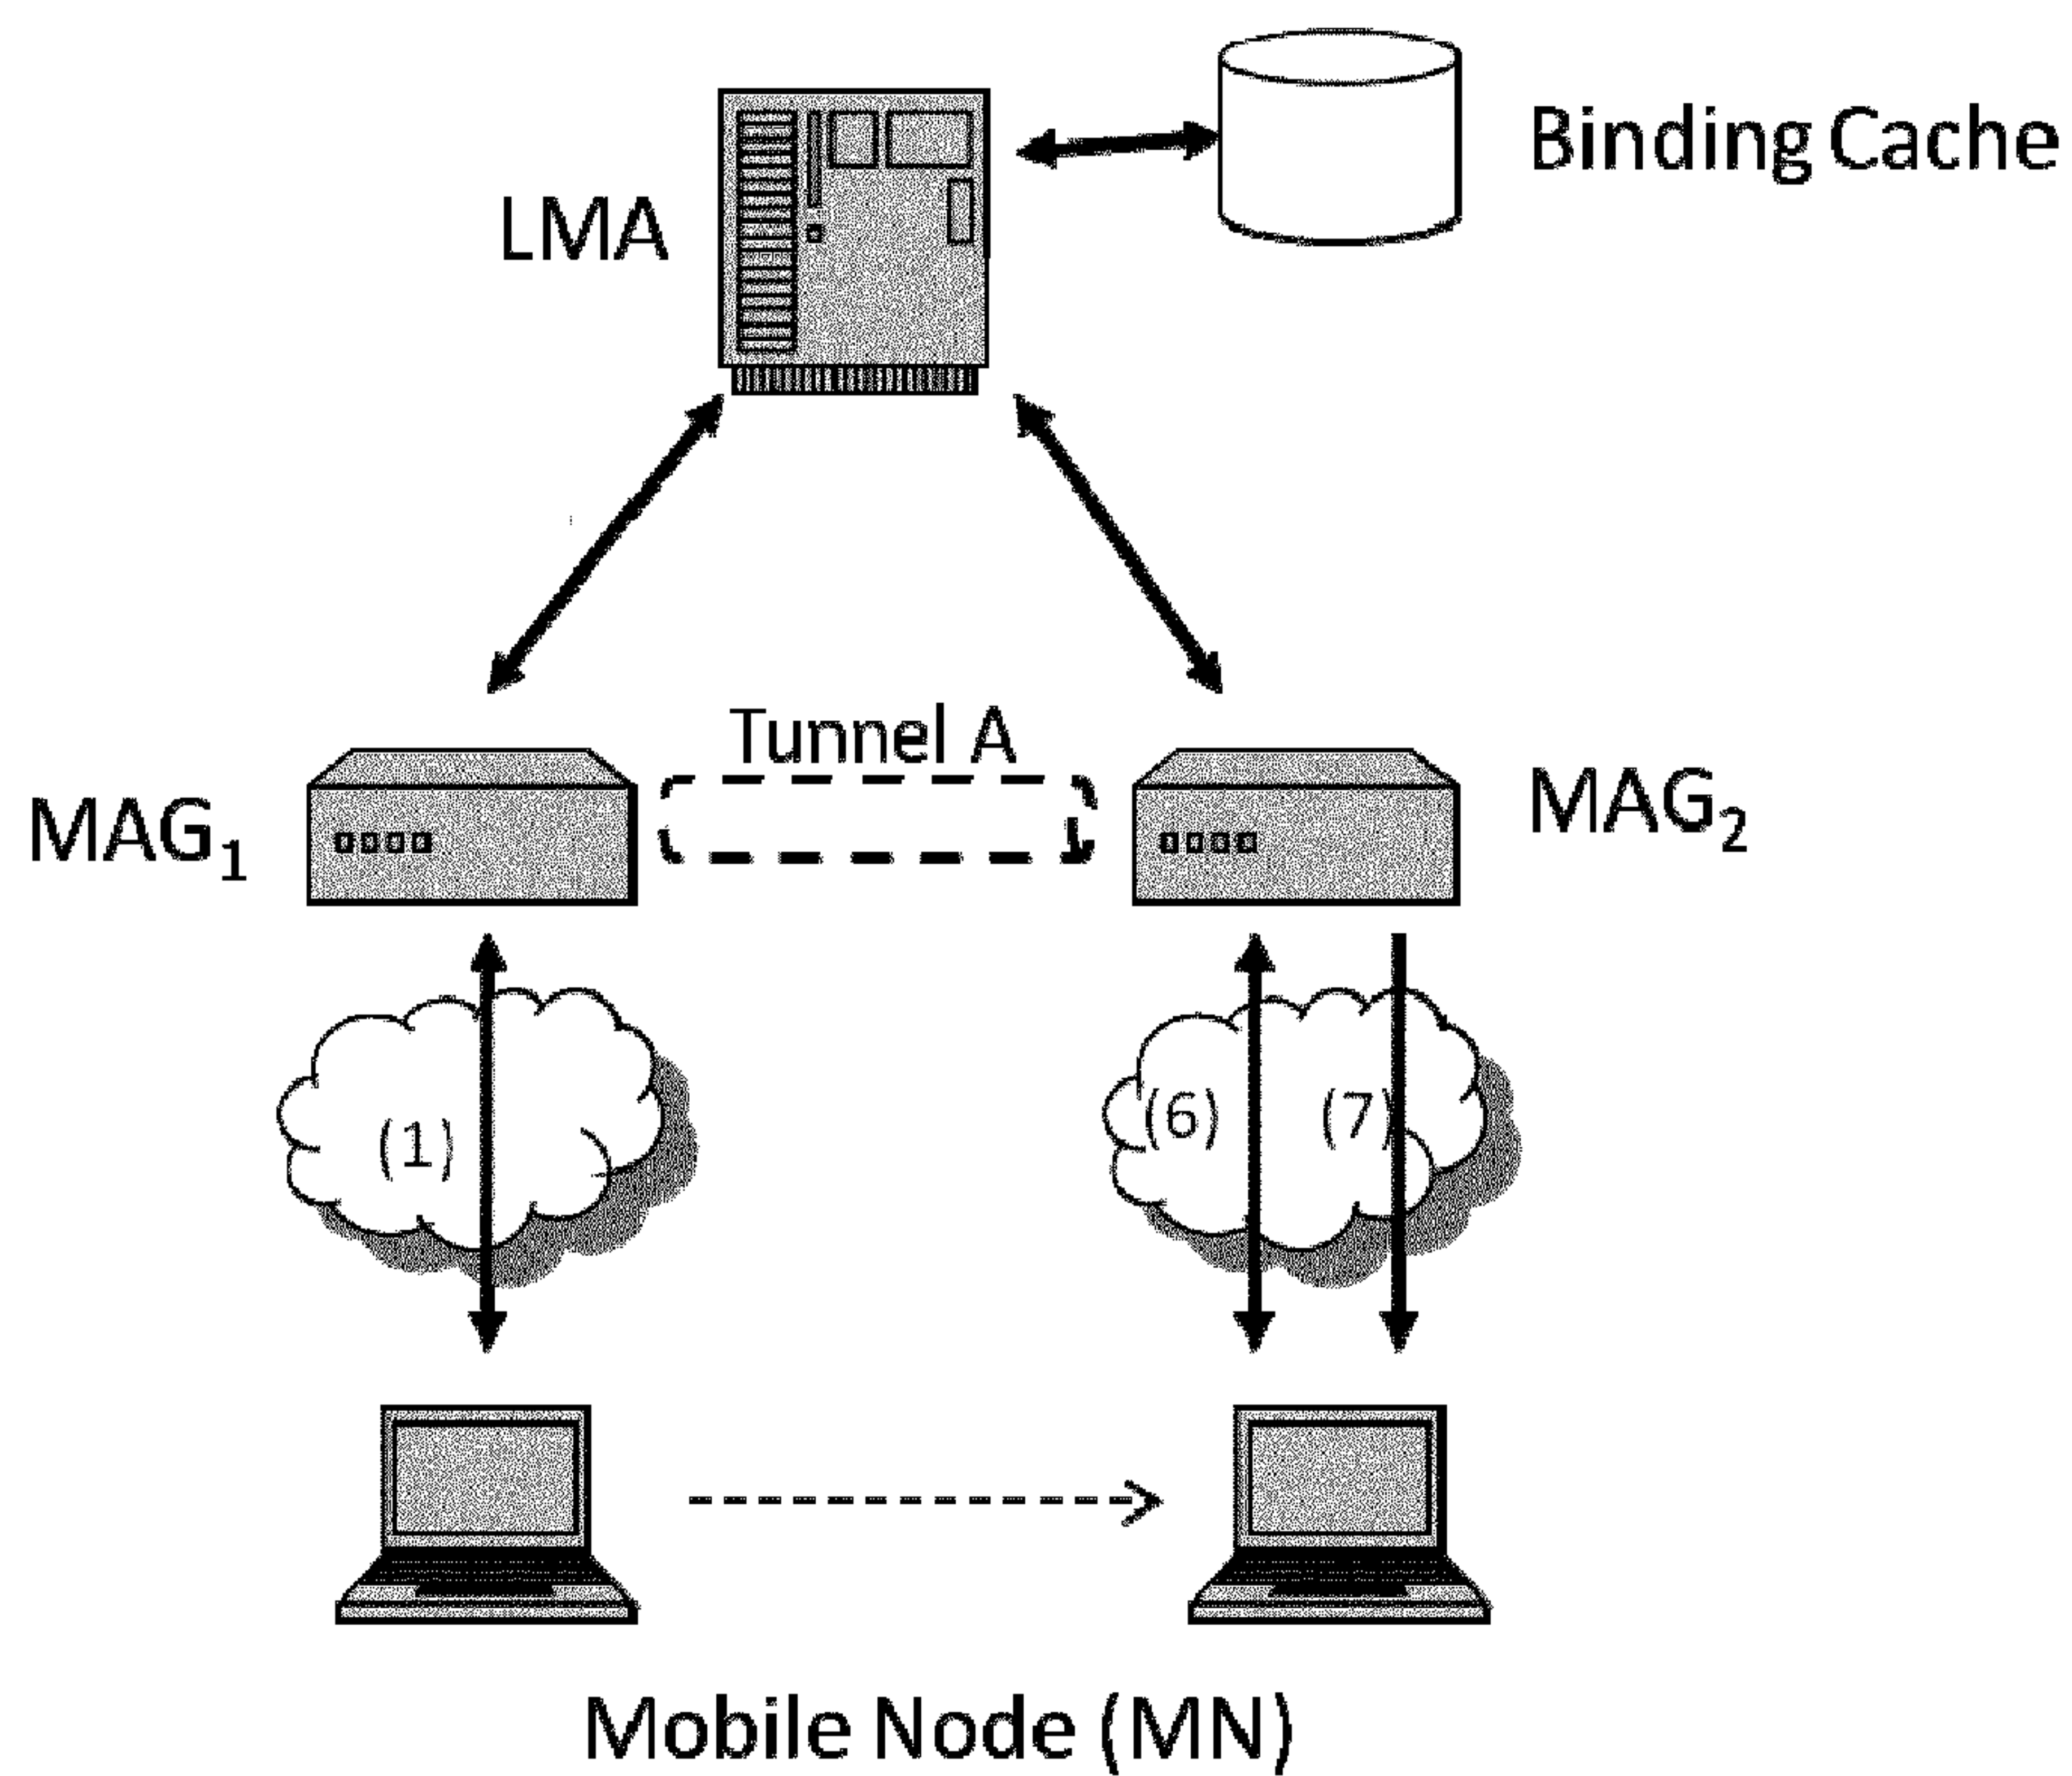 Binding Cache
LMA
Tunnel A
MAG1
MAG2
(1)
(6)
(7)
Mobile Node (MN)